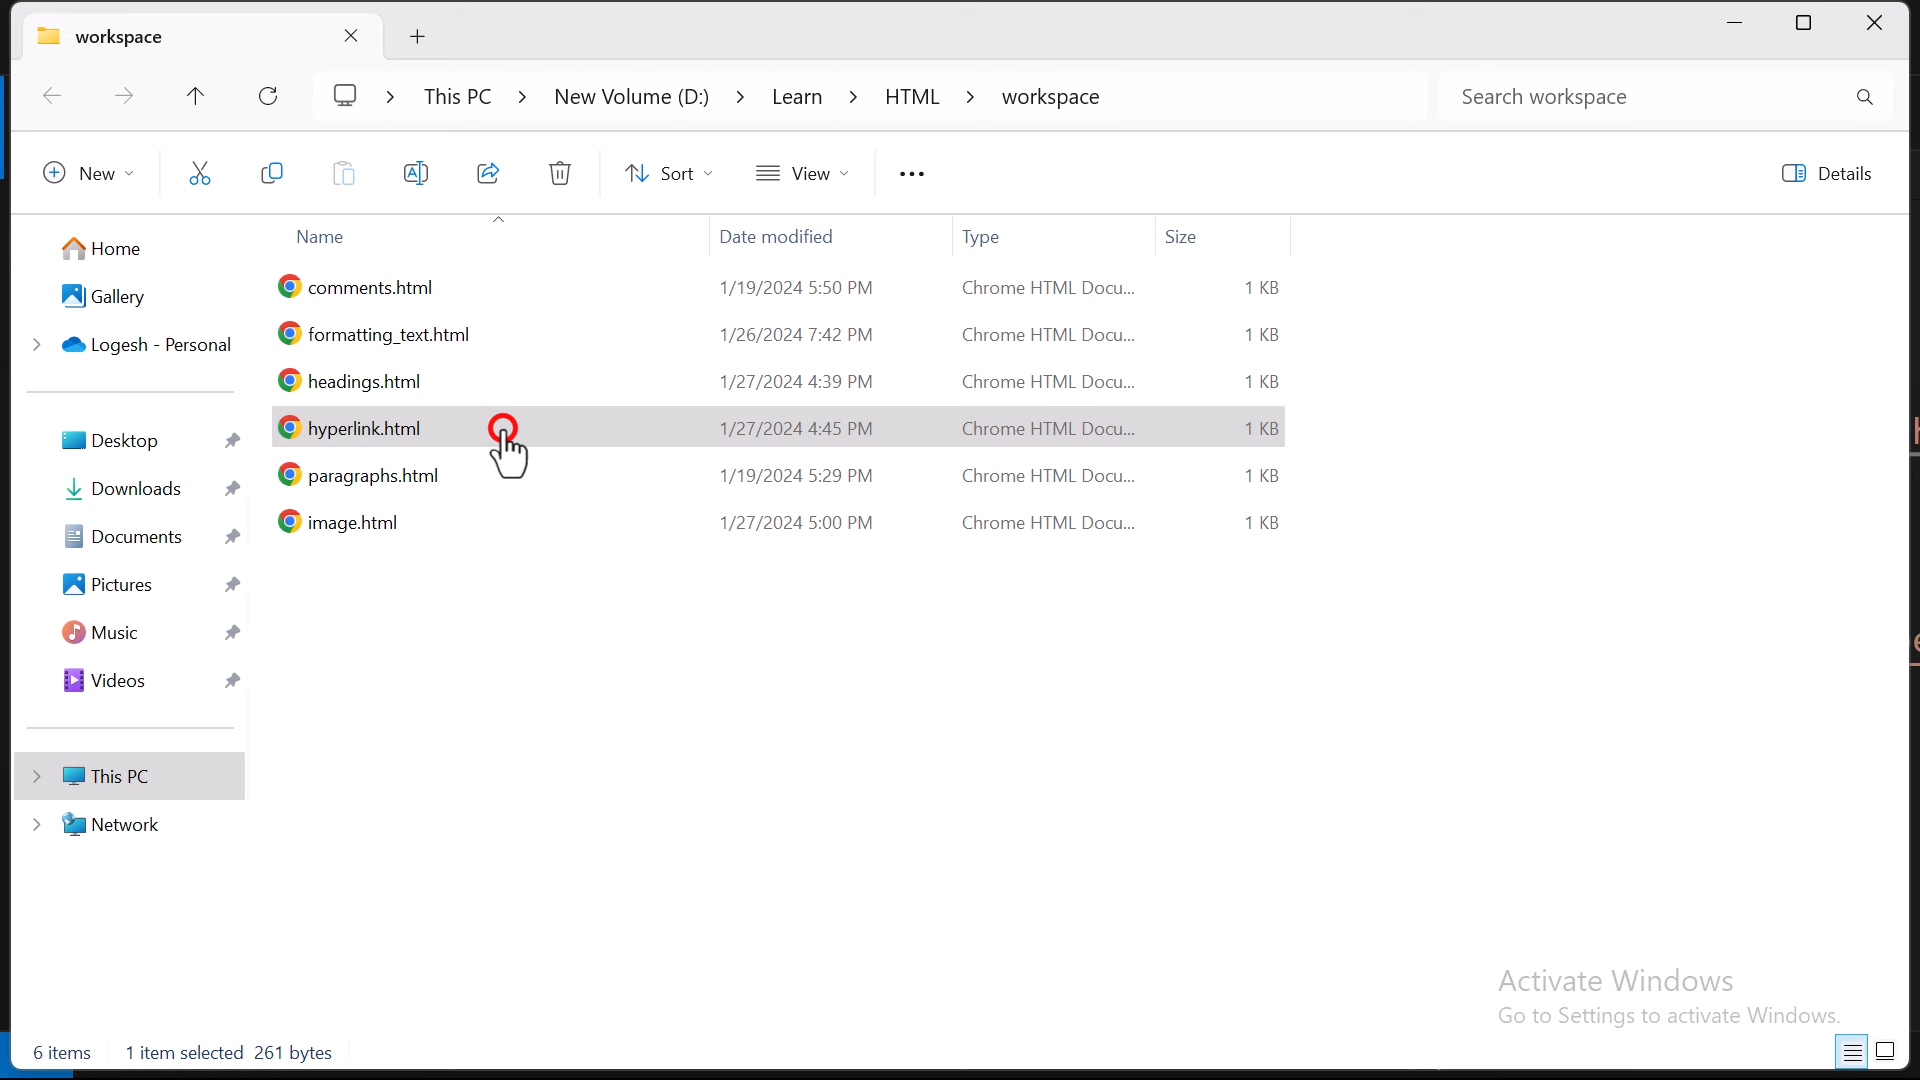 workspace
This PC > New Volume (D:) > Learn > HTML > workspace
Search workspace
New
Sort
View
Details
Name Date modified Type Size
Home
Gallery
Logesh - Personal
Desktop
Downloads
Documents
Pictures
Music
Videos
This PC
Network
comments.html 1/19/2024 5:50 PM Chrome HTML Docu... 1 KB
formatting_text.html 1/26/2024 7:42 PM Chrome HTML Docu... 1 KB
headings.html 1/27/2024 4:39 PM Chrome HTML Docu... 1 KB
hyperlink.html 1/27/2024 4:45 PM Chrome HTML Docu... 1 KB
paragraphs.html 1/19/2024 5:29 PM Chrome HTML Docu... 1 KB
image.html 1/27/2024 5:00 PM Chrome HTML Docu... 1 KB
Activate Windows
Go to Settings to activate Windows.
6 items 1 item selected 261 bytes